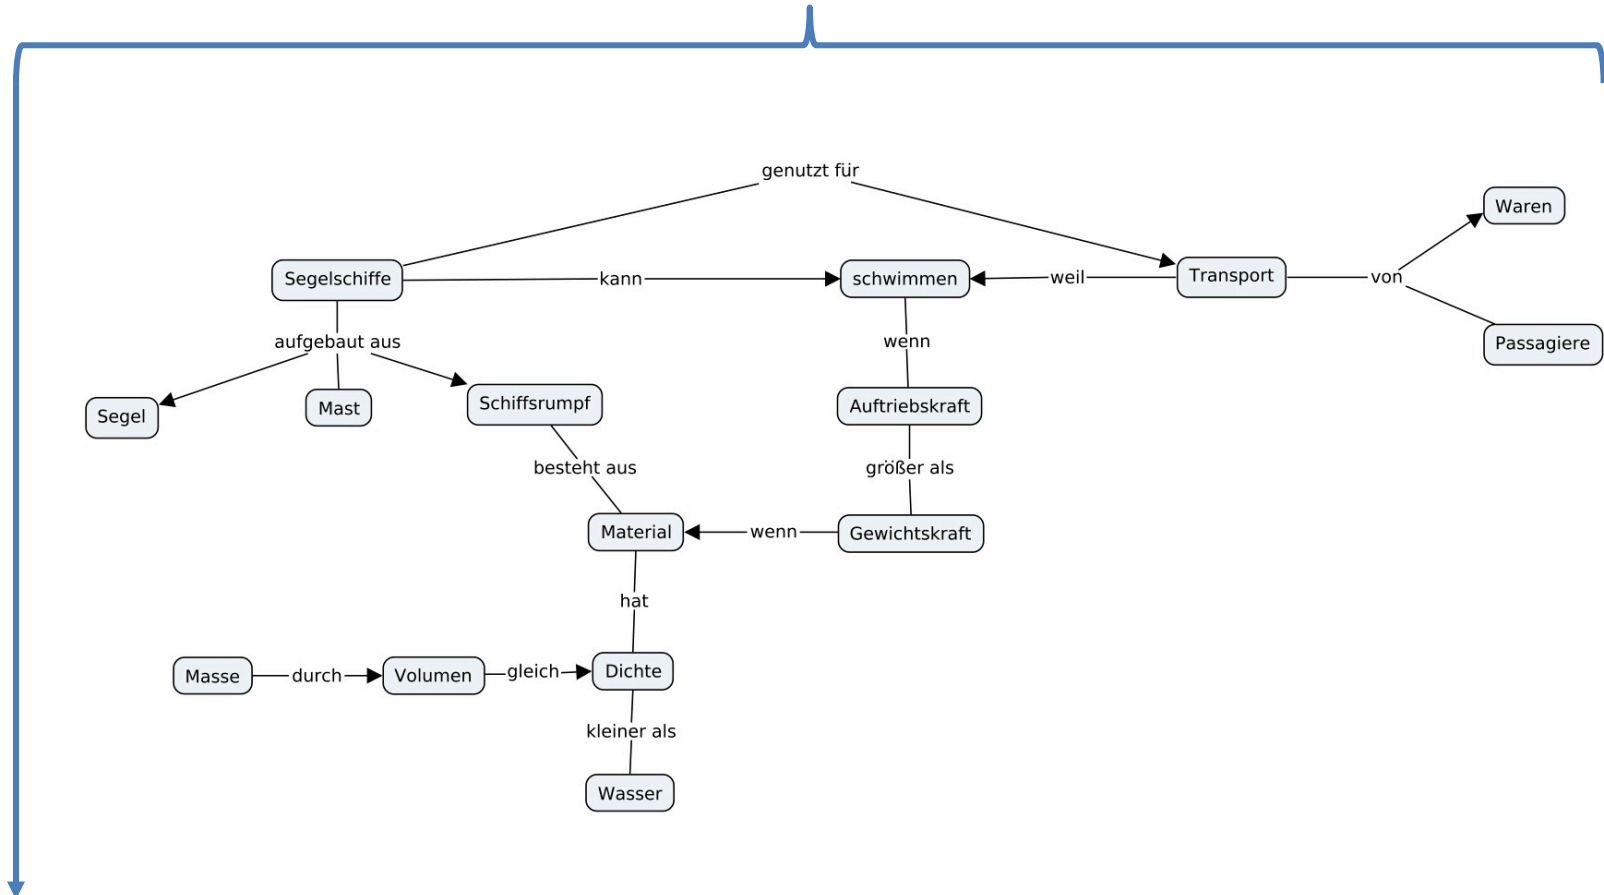 genutzt für
Waren
Segelschiffe
kann
schwimmen
weil
Transport
von
aufgebaut aus
wenn
Passagiere
Segel
Mast
Schiffsrumpf
Auftriebskraft
besteht aus
größer als
Material
wenn
Gewichtskraft
hat
Masse
durch
Volumen
gleich
Dichte
kleiner als
Wasser